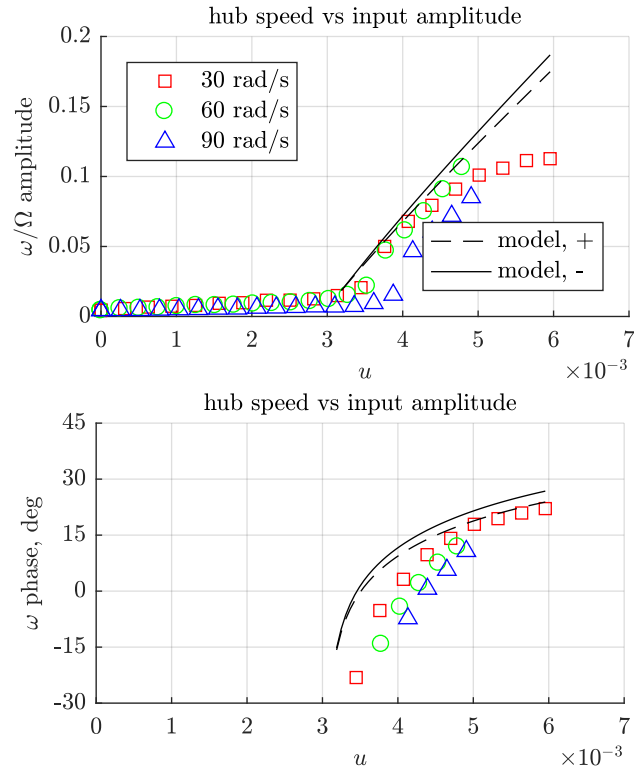 hub speed vs input amplitude
0.2
0.15
0.1
0.05
0
ω/Ω amplitude
30 rad/s
60 rad/s
90 rad/s
model, +
model, -
0 1 2 3 4 5 6 7
u ×10⁻³
hub speed vs input amplitude
45
30
15
0
-15
-30
ω phase, deg
0 1 2 3 4 5 6 7
u ×10⁻³